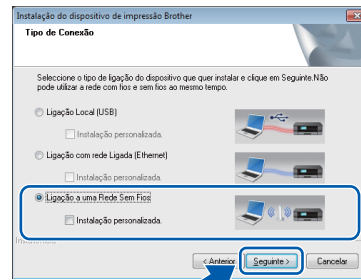 Instalação do dispositivo de impressão Brother
Tipo de Conexão
Seleccione o tipo de ligação do dispositivo que quer instalar e clique em Seguinte.Não
pode utilizar a rede com fios e sem fios ao mesmo tempo.
Ligação Local (USB)
Instalação personalizada.
Ligação com rede Ligada (Ethernet)
Instalação personalizada.
Ligação a uma Rede Sem Fios
Instalação personalizada.
< Anterior
Seguinte >
Cancelar